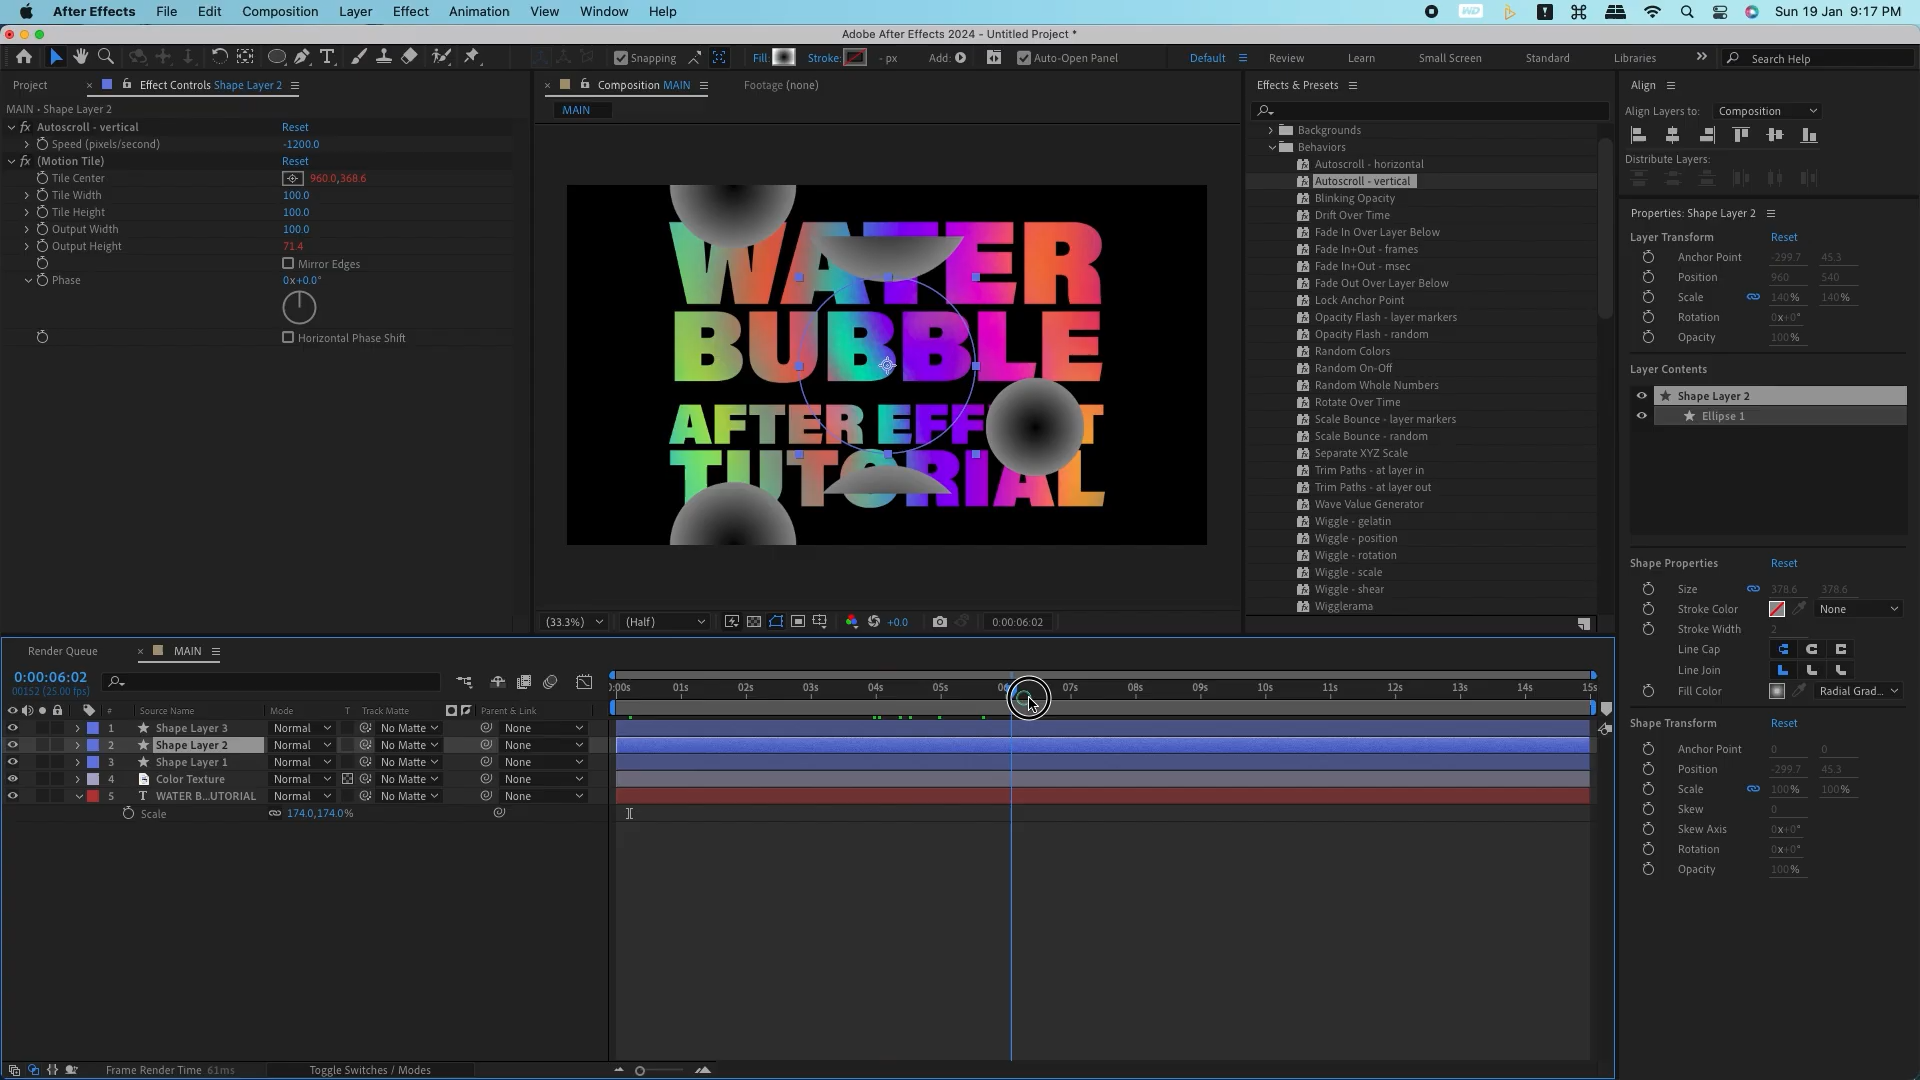 After Effects File Edit Composition Layer Effect Animation View Window Help WD Sun 19 Jan 9:17 PM
Adobe After Effects 2024 - Untitled Project *
Snapping Fill: Stroke: - px Add: Auto-Open Panel Default Review Learn Small Screen Standard Libraries Search Help
Project Effect Controls Shape Layer 2
MAIN • Shape Layer 2
fx Autoscroll - vertical Reset
Speed (pixels/second) -1200.0
fx (Motion Tile) Reset
Tile Center 960.0,368.6
Tile Width 100.0
Tile Height 100.0
Output Width 100.0
Output Height 71.4
Mirror Edges
Phase 0x+0.0°
Horizontal Phase Shift
Composition MAIN Footage (none)
MAIN
WATER
BUBBLE
AFTER EFF T
TUTORIAL
(33.3%) (Half) +0.0 0:00:06:02
Effects & Presets
Backgrounds
Behaviors
Autoscroll - horizontal
Autoscroll - vertical
Blinking Opacity
Drift Over Time
Fade In Over Layer Below
Fade In+Out - frames
Fade In+Out - msec
Fade Out Over Layer Below
Lock Anchor Point
Opacity Flash - layer markers
Opacity Flash - random
Random Colors
Random On-Off
Random Whole Numbers
Rotate Over Time
Scale Bounce - layer markers
Scale Bounce - random
Separate XYZ Scale
Trim Paths - at layer in
Trim Paths - at layer out
Wave Value Generator
Wiggle - gelatin
Wiggle - position
Wiggle - rotation
Wiggle - scale
Wiggle - shear
Wigglerama
Align
Align Layers to: Composition
Distribute Layers:
Properties: Shape Layer 2
Layer Transform Reset
Anchor Point -299.7 45.3
Position 960 540
Scale 140% 140%
Rotation 0x+0°
Opacity 100%
Layer Contents
Shape Layer 2
Ellipse 1
Shape Properties Reset
Size 378.6 378.6
Stroke Color None
Stroke Width 2
Line Cap
Line Join
Fill Color Radial Grad...
Shape Transform Reset
Anchor Point 0 0
Position -299.7 45.3
Scale 100% 100%
Skew 0
Skew Axis 0x+0°
Rotation 0x+0°
Opacity 100%
Render Queue MAIN
0:00:06:02
00152 (25.00 fps)
):00s 01s 02s 03s 04s 05s 06 07s 08s 09s 10s 11s 12s 13s 14s 15s
# Source Name Mode T Track Matte Parent & Link
1 Shape Layer 3 Normal No Matte None
2 Shape Layer 2 Normal No Matte None
3 Shape Layer 1 Normal No Matte None
4 Color Texture Normal No Matte None
5 T WATER B...UTORIAL Normal No Matte None
Scale 174.0,174.0%
Frame Render Time 61ms Toggle Switches / Modes